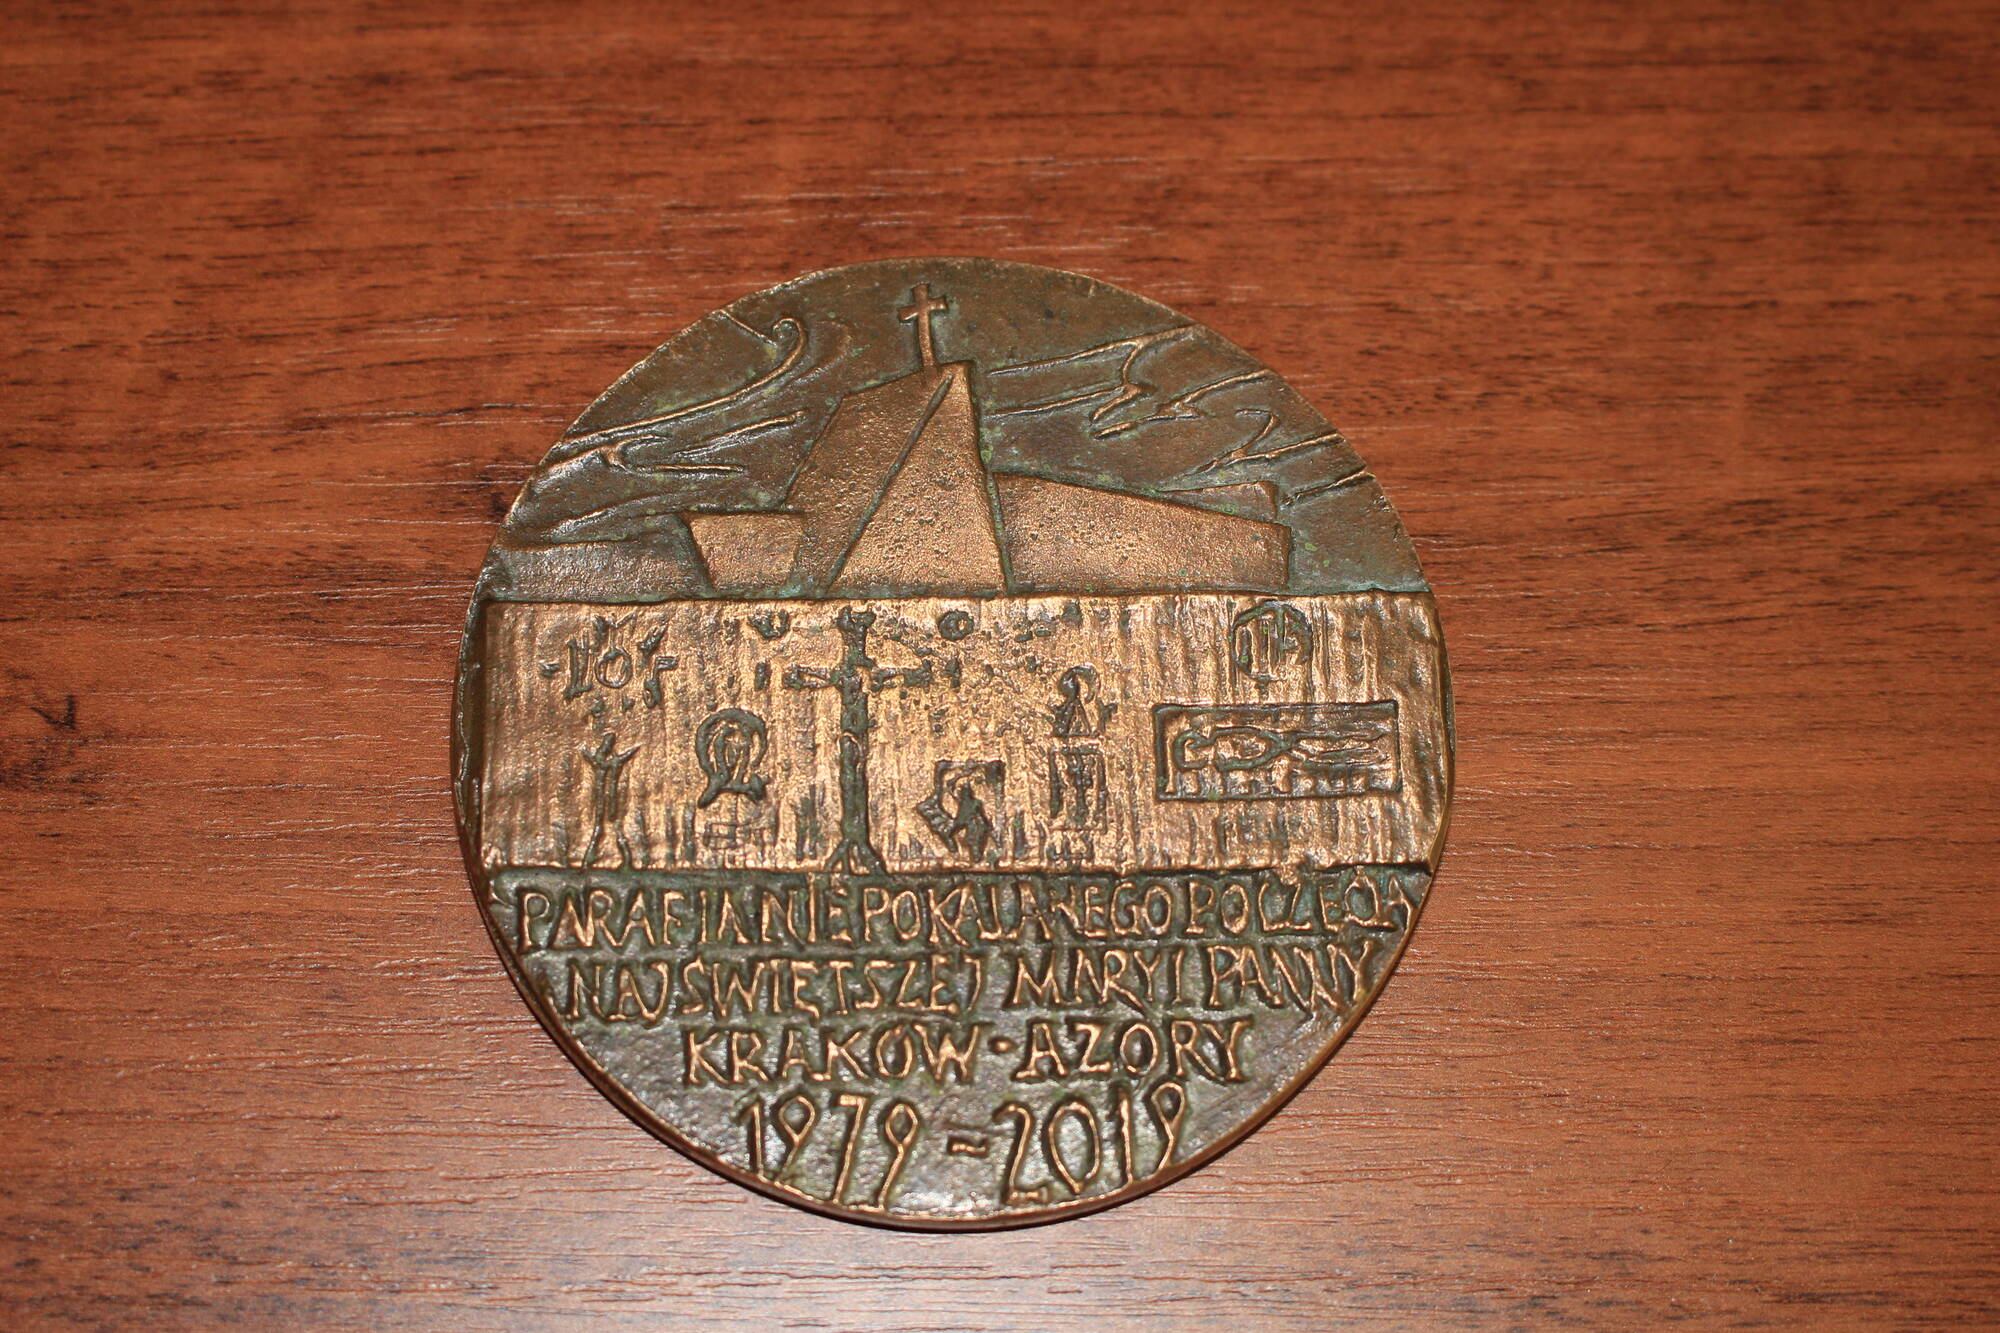 PARAFIA NIEPOKALANEGO POCZĘCIA
NAJŚWIĘTSZEJ MARYI PANNY
KRAKÓW · AZORY
1979-2019